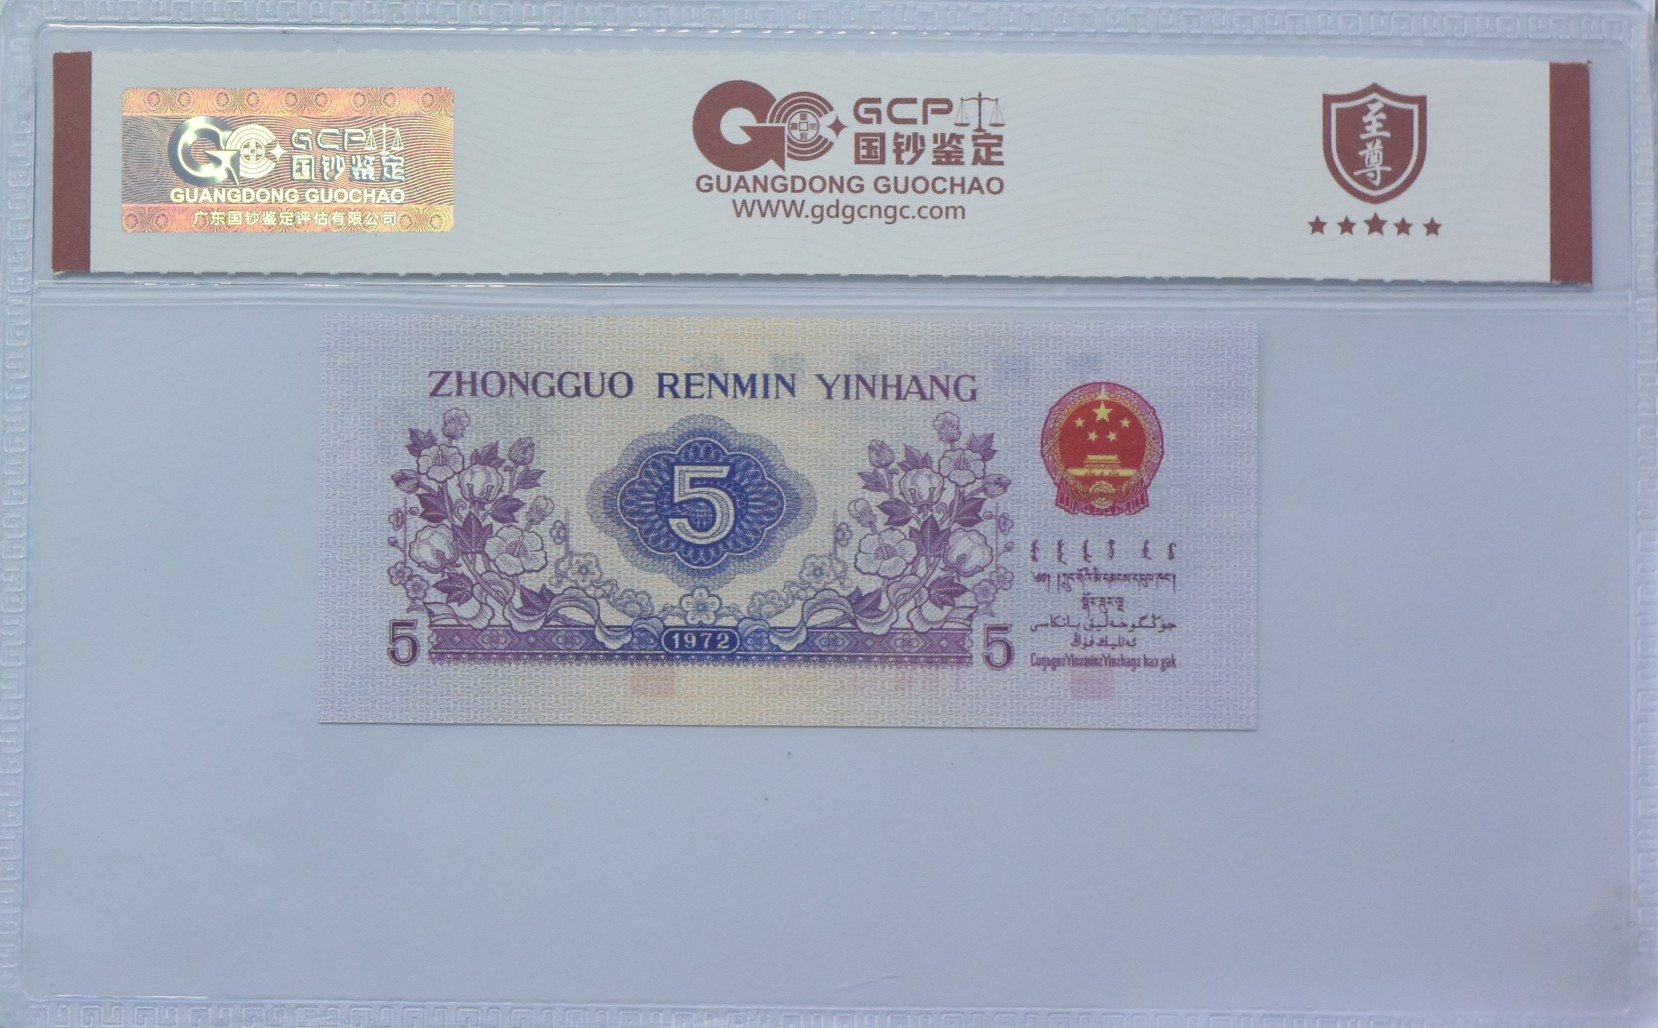 GCP
国钞鉴定
GUANGDONG GUOCHAO
广东国钞鉴定评估有限公司
GCP
国钞鉴定
GUANGDONG GUOCHAO
WWW.gdgcngc.com
至尊
ZHONGGUO RENMIN YINHANG
5
5
1972
5
جۇڭگوخەلىق بانكاسى